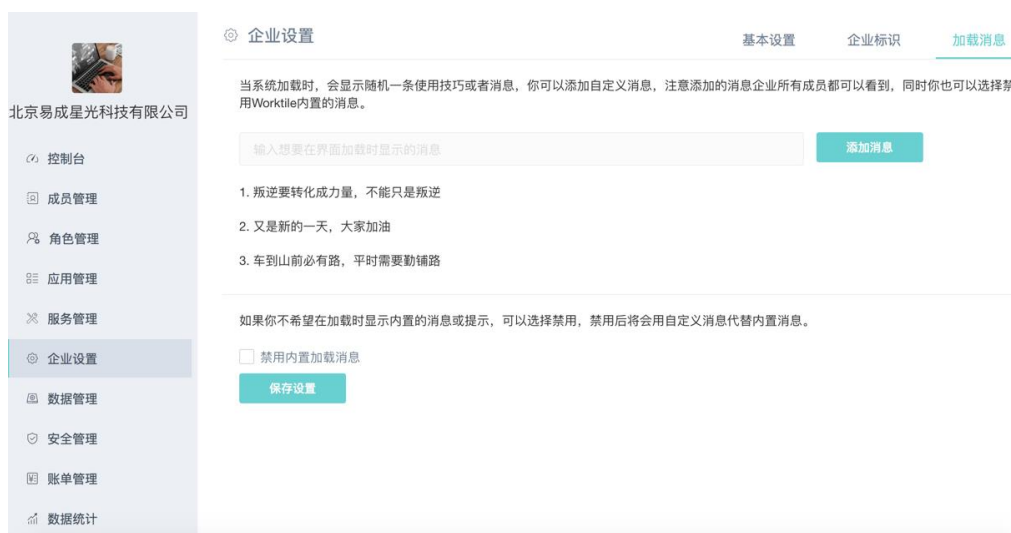 企业设置
基本设置
企业标识
加载消息
北京易成星光科技有限公司
控制台
成员管理
角色管理
应用管理
服务管理
企业设置
数据管理
安全管理
账单管理
数据统计
当系统加载时，会显示随机一条使用技巧或者消息，你可以添加自定义消息，注意添加的消息企业所有成员都可以看到，同时你也可以选择禁
用Worktile内置的消息。
输入想要在界面加载时显示的消息
添加消息
1. 叛逆要转化成力量，不能只是叛逆
2. 又是新的一天，大家加油
3. 车到山前必有路，平时需要勤铺路
如果你不希望在加载时显示内置的消息或提示，可以选择禁用，禁用后将会用自定义消息代替内置消息。
禁用内置加载消息
保存设置